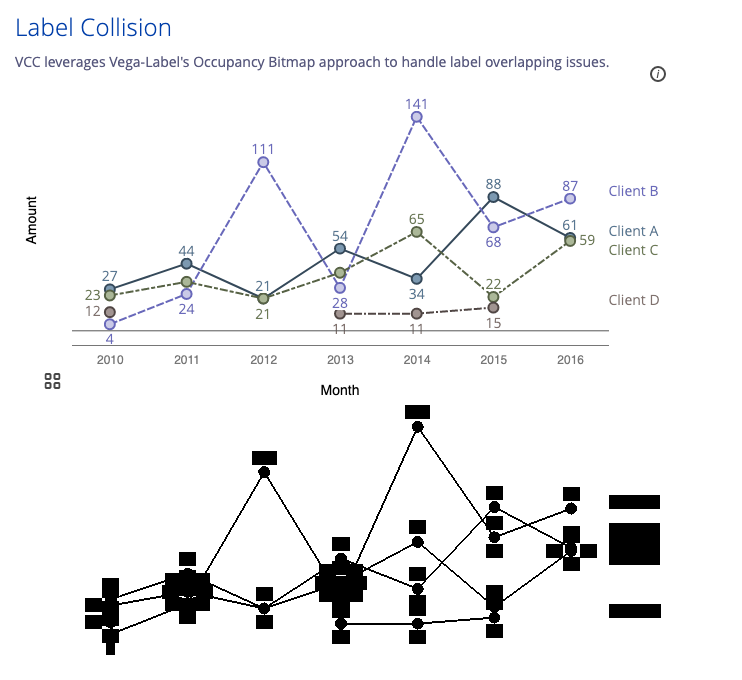 Label Collision
VCC leverages Vega-Label's Occupancy Bitmap approach to handle label overlapping issues.
i
141
111
88
87
Client B
65
54
61
Client A
44
68
59
Client C
27
21
22
23
28
34
12
24
21
Client D
4
11
11
15
Amount
2010 2011 2012 2013 2014 2015 2016
Month